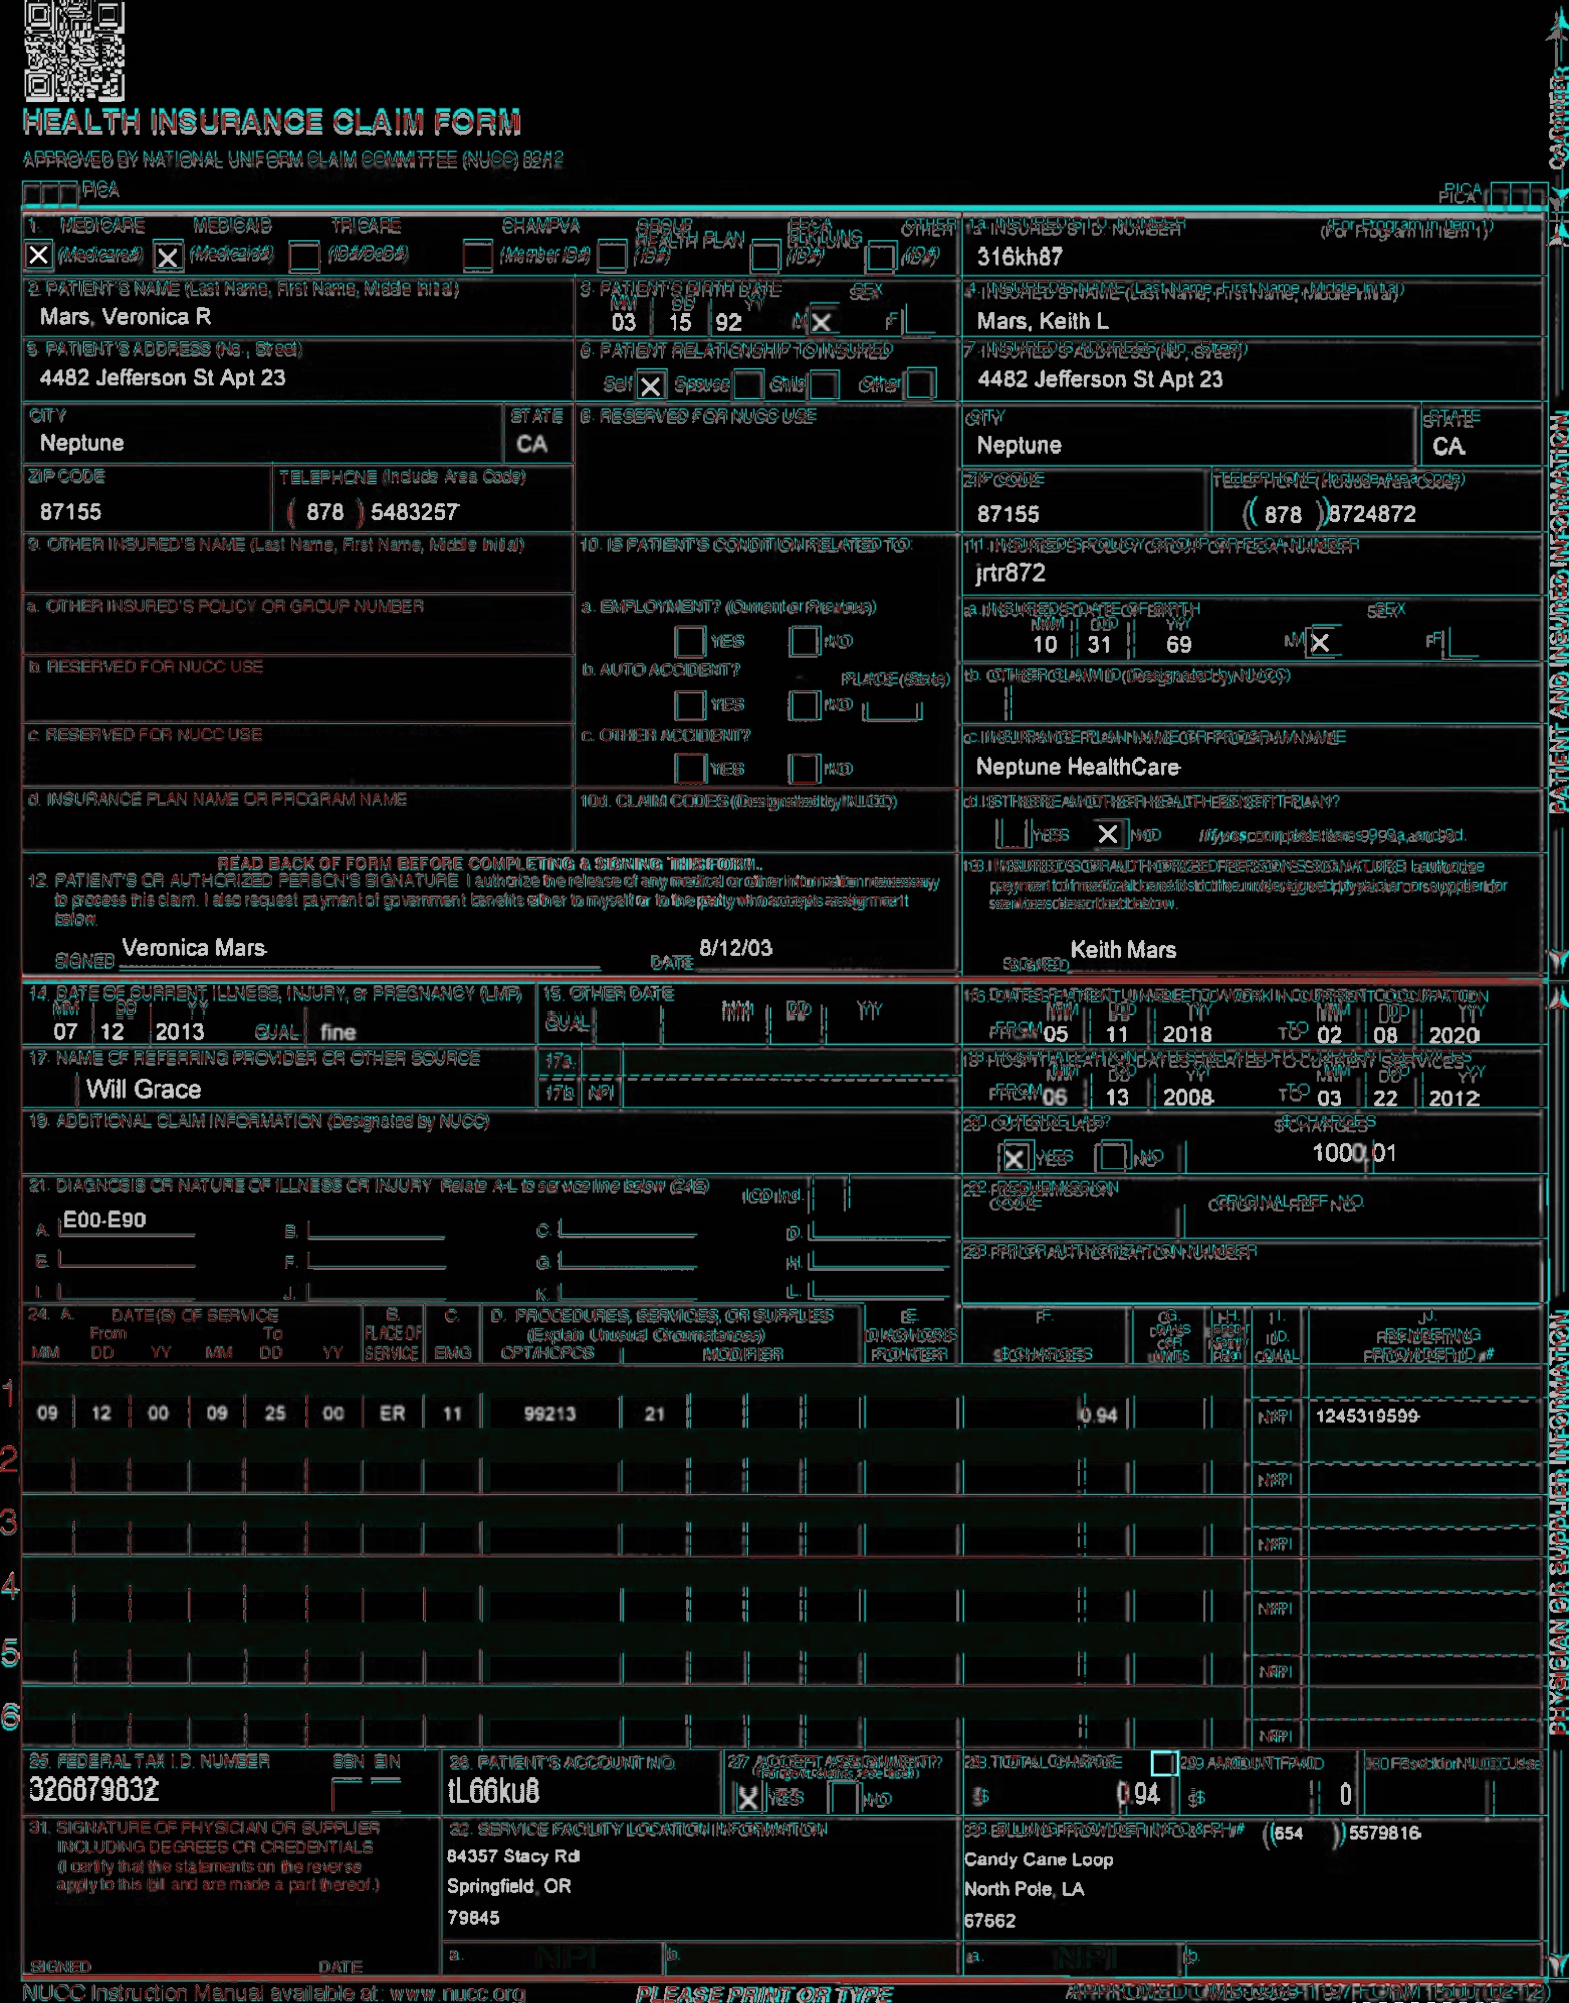 HEALTH INSURANCE CLAIM FORM
APPROVED BY NATIONAL UNIFORM CLAIM COMMITTEE (NUCC) 02/12
PICA
PICA
CARRIER
1. MEDICARE MEDICAID TRICARE CHAMPVA GROUP HEALTH PLAN FECA BLK LUNG OTHER
(Medicare#) (Medicaid#) (ID#/DoD#) (Member ID#) (ID#) (ID#) (ID#)
1a. INSURED'S I.D. NUMBER (For Program in Item 1)
316kh87
2. PATIENT'S NAME (Last Name, First Name, Middle Initial)
Mars, Veronica R
3. PATIENT'S BIRTH DATE SEX
MM DD YY
03 15 92 M X F
4. INSURED'S NAME (Last Name, First Name, Middle Initial)
Mars, Keith L
5. PATIENT'S ADDRESS (No., Street)
4482 Jefferson St Apt 23
6. PATIENT RELATIONSHIP TO INSURED
Self X Spouse Child Other
7. INSURED'S ADDRESS (No., Street)
4482 Jefferson St Apt 23
CITY STATE
Neptune CA
8. RESERVED FOR NUCC USE
CITY STATE
Neptune CA
ZIP CODE TELEPHONE (Include Area Code)
87155 ( 878 ) 5483257
ZIP CODE TELEPHONE (Include Area Code)
87155 ( 878 ) 8724872
9. OTHER INSURED'S NAME (Last Name, First Name, Middle Initial)
10. IS PATIENT'S CONDITION RELATED TO:
11. INSURED'S POLICY GROUP OR FECA NUMBER
jrtr872
a. OTHER INSURED'S POLICY OR GROUP NUMBER
a. EMPLOYMENT? (Current or Previous)
YES NO
a. INSURED'S DATE OF BIRTH SEX
MM DD YY
10 31 69 M X F
b. RESERVED FOR NUCC USE
b. AUTO ACCIDENT? PLACE (State)
YES NO
b. OTHER CLAIM ID (Designated by NUCC)
c. RESERVED FOR NUCC USE
c. OTHER ACCIDENT?
YES NO
c. INSURANCE PLAN NAME OR PROGRAM NAME
Neptune HealthCare
d. INSURANCE PLAN NAME OR PROGRAM NAME
10d. CLAIM CODES (Designated by NUCC)
d. IS THERE ANOTHER HEALTH BENEFIT PLAN?
YES X NO If yes, complete items 9, 9a, and 9d.
READ BACK OF FORM BEFORE COMPLETING & SIGNING THIS FORM.
12. PATIENT'S OR AUTHORIZED PERSON'S SIGNATURE I authorize the release of any medical or other information necessary
to process this claim. I also request payment of government benefits either to myself or to the party who accepts assignment
below.
SIGNED Veronica Mars DATE 8/12/03
13. INSURED'S OR AUTHORIZED PERSON'S SIGNATURE I authorize
payment of medical benefits to the undersigned physician or supplier for
services described below.
SIGNED Keith Mars
PATIENT AND INSURED INFORMATION
14. DATE OF CURRENT ILLNESS, INJURY, or PREGNANCY (LMP)
MM DD YY
07 12 2013 QUAL. fine
15. OTHER DATE
QUAL. MM DD YY
16. DATES PATIENT UNABLE TO WORK IN CURRENT OCCUPATION
MM DD YY MM DD YY
FROM 05 11 2018 TO 02 08 2020
17. NAME OF REFERRING PROVIDER OR OTHER SOURCE
Will Grace
17a.
17b. NPI
18. HOSPITALIZATION DATES RELATED TO CURRENT SERVICES
MM DD YY MM DD YY
FROM 06 13 2008 TO 03 22 2012
19. ADDITIONAL CLAIM INFORMATION (Designated by NUCC)
20. OUTSIDE LAB? $ CHARGES
X YES NO 1000 01
21. DIAGNOSIS OR NATURE OF ILLNESS OR INJURY Relate A-L to service line below (24E) ICD Ind.
A. E00-E90 B. C. D.
E. F. G. H.
I. J. K. L.
22. RESUBMISSION CODE ORIGINAL REF. NO.
23. PRIOR AUTHORIZATION NUMBER
24. A. DATE(S) OF SERVICE From To MM DD YY MM DD YY
B. PLACE OF SERVICE
C. EMG
D. PROCEDURES, SERVICES, OR SUPPLIES (Explain Unusual Circumstances) CPT/HCPCS MODIFIER
E. DIAGNOSIS POINTER
F. $ CHARGES
G. DAYS OR UNITS
H. EPSDT Family Plan
I. ID. QUAL.
J. RENDERING PROVIDER ID. #
1 09 12 00 09 25 00 ER 11 99213 21 0.94 NPI 1245319599
2 NPI
3 NPI
4 NPI
5 NPI
6 NPI
PHYSICIAN OR SUPPLIER INFORMATION
25. FEDERAL TAX I.D. NUMBER SSN EIN
326879832
26. PATIENT'S ACCOUNT NO.
tL66ku8
27. ACCEPT ASSIGNMENT?
X YES NO
28. TOTAL CHARGE
$ 0.94
29. AMOUNT PAID
$ 0
30. Rsvd for NUCC Use
31. SIGNATURE OF PHYSICIAN OR SUPPLIER
INCLUDING DEGREES OR CREDENTIALS
(I certify that the statements on the reverse
apply to this bill and are made a part thereof.)
SIGNED DATE
32. SERVICE FACILITY LOCATION INFORMATION
84357 Stacy Rd
Springfield, OR
79845
a. NPI b.
33. BILLING PROVIDER INFO & PH # (654 ) 5579816
Candy Cane Loop
North Pole, LA
67662
a. NPI b.
NUCC Instruction Manual available at: www.nucc.org
PLEASE PRINT OR TYPE
APPROVED OMB-0938-1197 FORM 1500 (02-12)